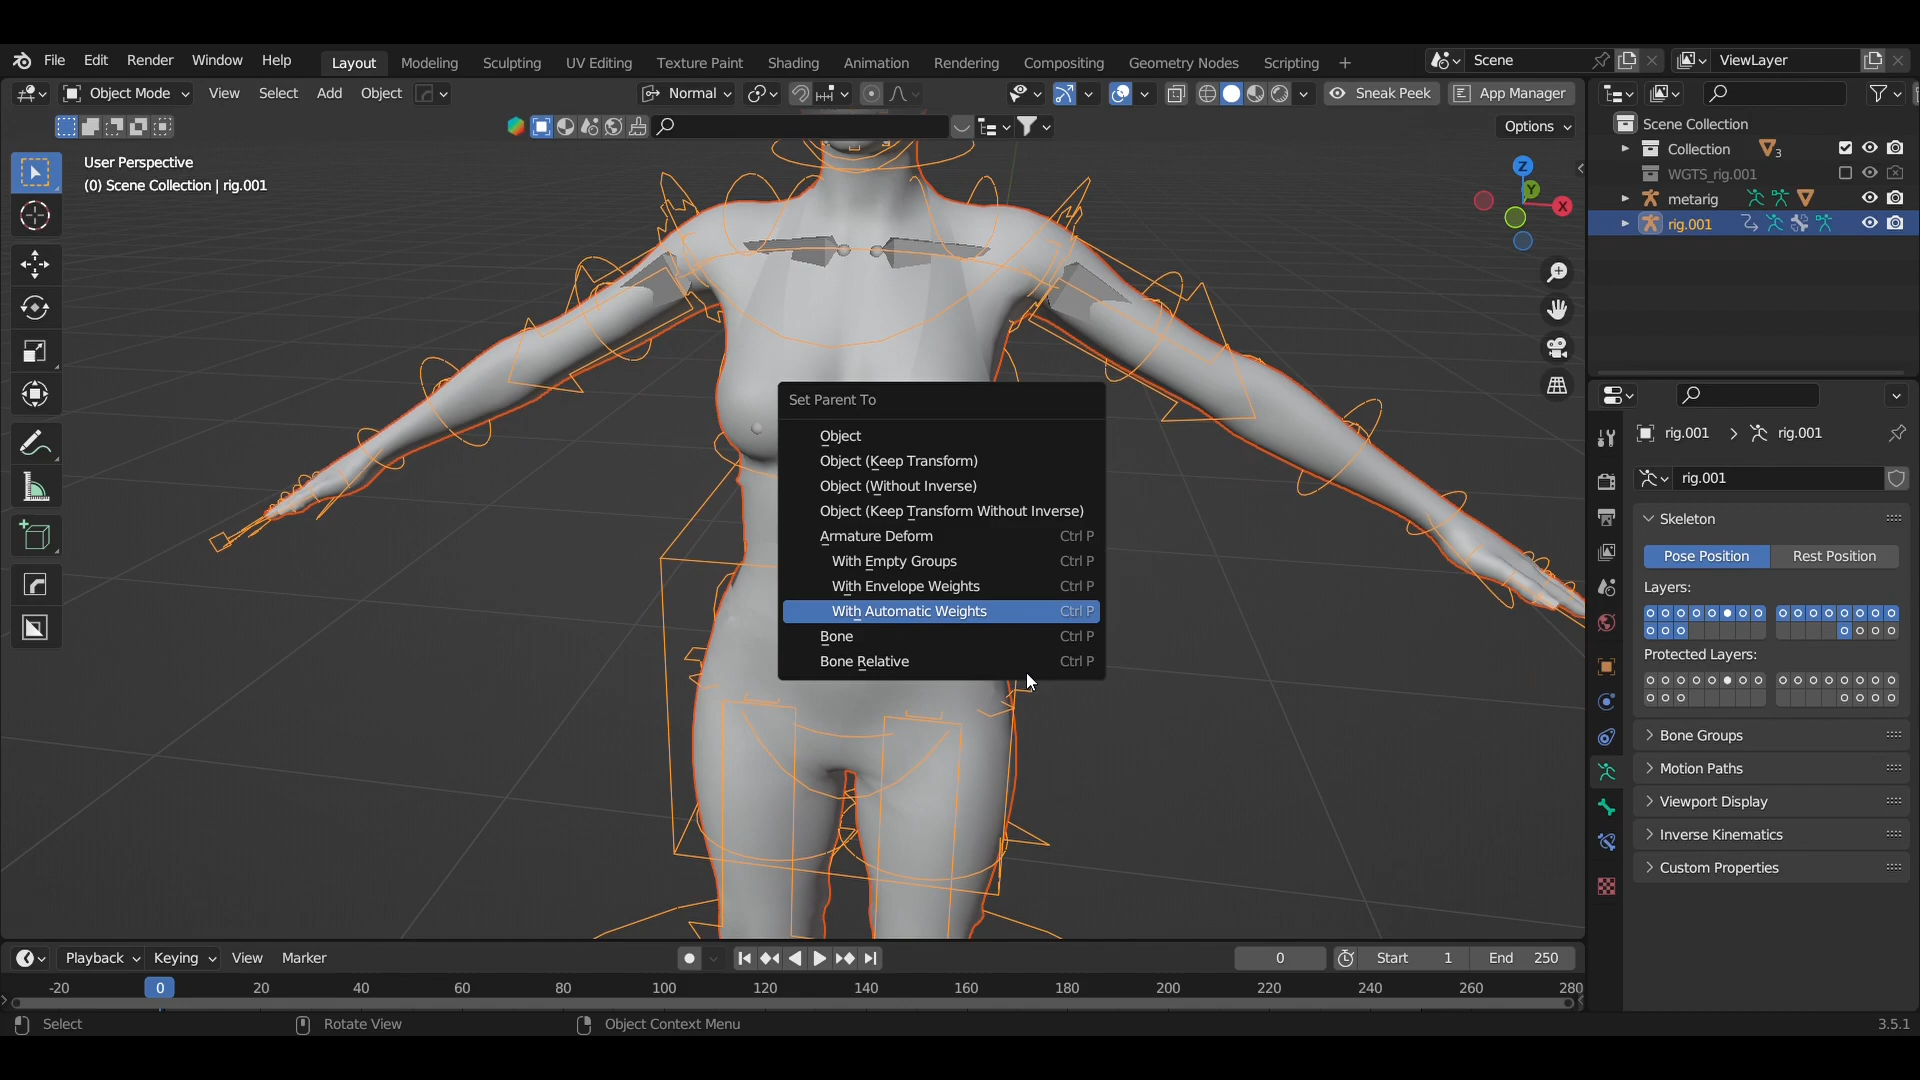 File Edit Render Window Help Layout Modeling Sculpting UV Editing Texture Paint Shading Animation Rendering Compositing Geometry Nodes Scripting + Scene ViewLayer
Object Mode View Select Add Object Normal Sneak Peek App Manager
Options
User Perspective
(0) Scene Collection | rig.001
Z
Y
X
Scene Collection
Collection 3
WGTS_rig.001
metarig
rig.001
Set Parent To
Object
Object (Keep Transform)
Object (Without Inverse)
Object (Keep Transform Without Inverse)
Armature Deform Ctrl P
With Empty Groups Ctrl P
With Envelope Weights Ctrl P
With Automatic Weights Ctrl P
Bone Ctrl P
Bone Relative Ctrl P
rig.001 rig.001
rig.001
Skeleton
Pose Position Rest Position
Layers:
Protected Layers:
Bone Groups
Motion Paths
Viewport Display
Inverse Kinematics
Custom Properties
Playback Keying View Marker 0 Start 1 End 250
-20 0 20 40 60 80 100 120 140 160 180 200 220 240 260 280
Select Rotate View Object Context Menu 3.5.1